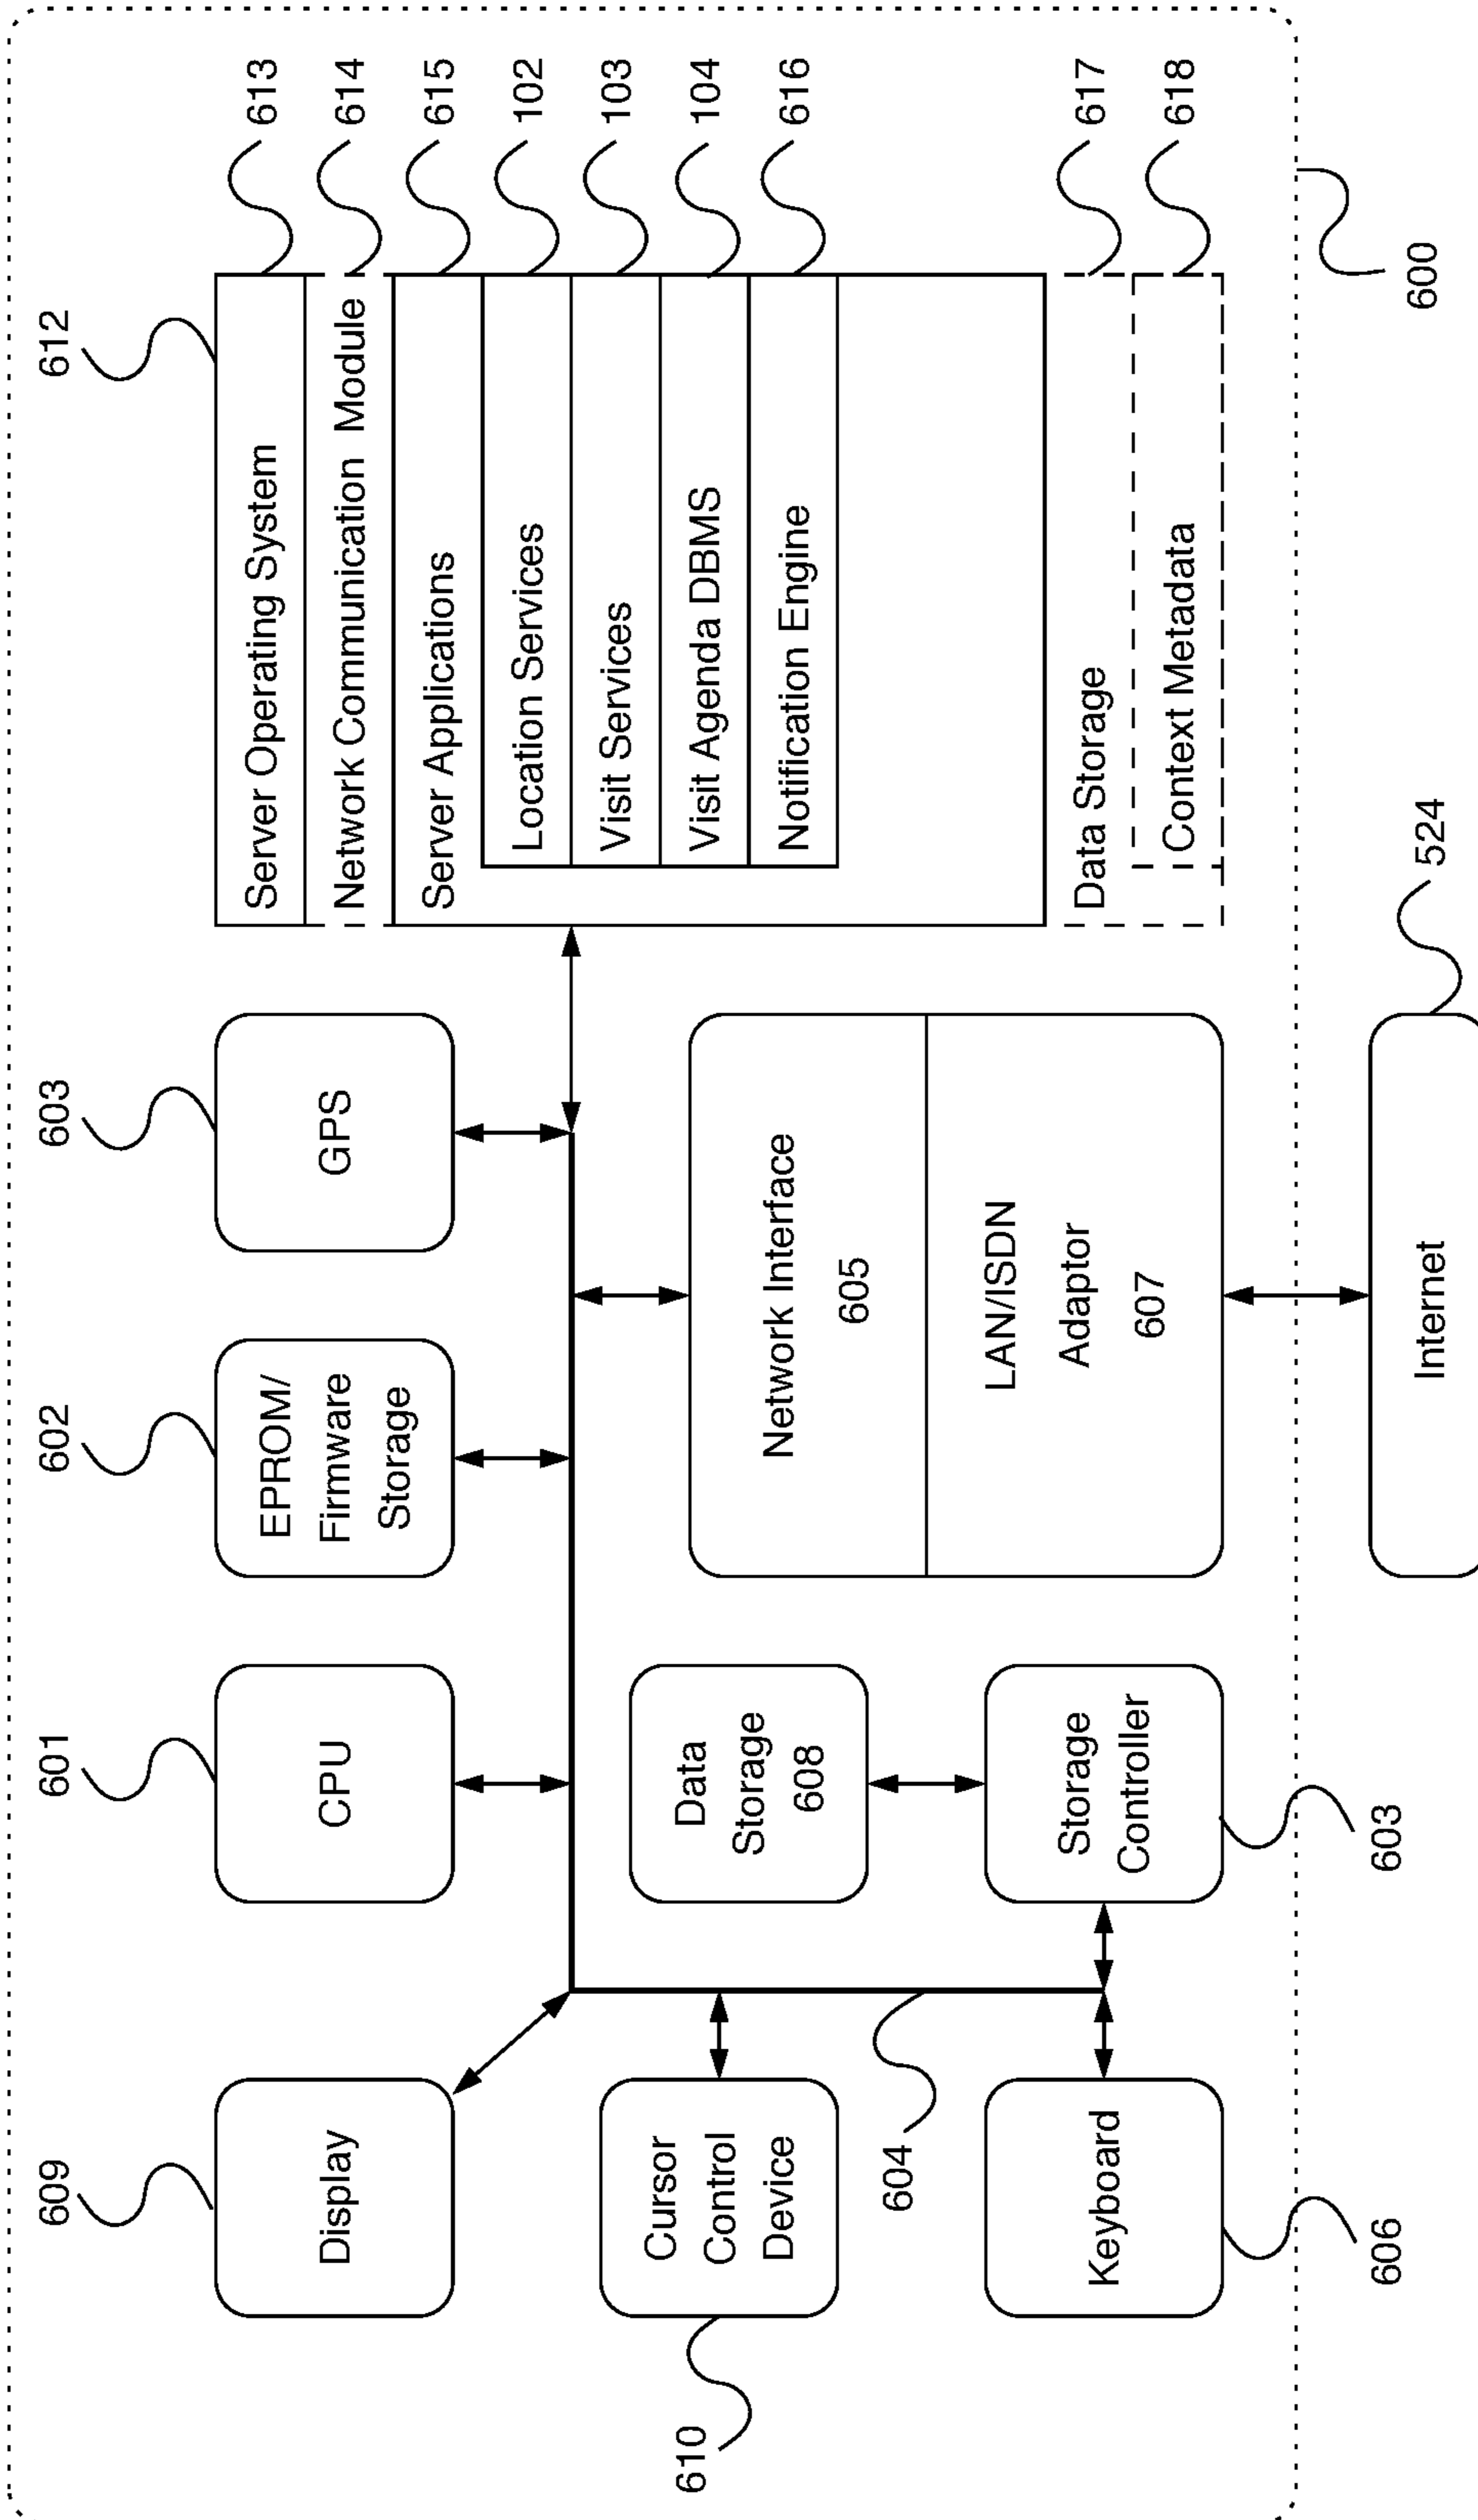 609
601
602
603
612
Display
CPU
EPROM/
Firmware
Storage
GPS
Server Operating System
613
Network Communication Module
614
Server Applications
615
Location Services
102
Visit Services
103
Visit Agenda DBMS
104
Notification Engine
616
Data Storage
617
Context Metadata
618
610
Cursor
Control
Device
Data
Storage
608
Network Interface
605
LAN/ISDN
Adaptor
607
604
Keyboard
Storage
Controller
606
603
Internet
524
600